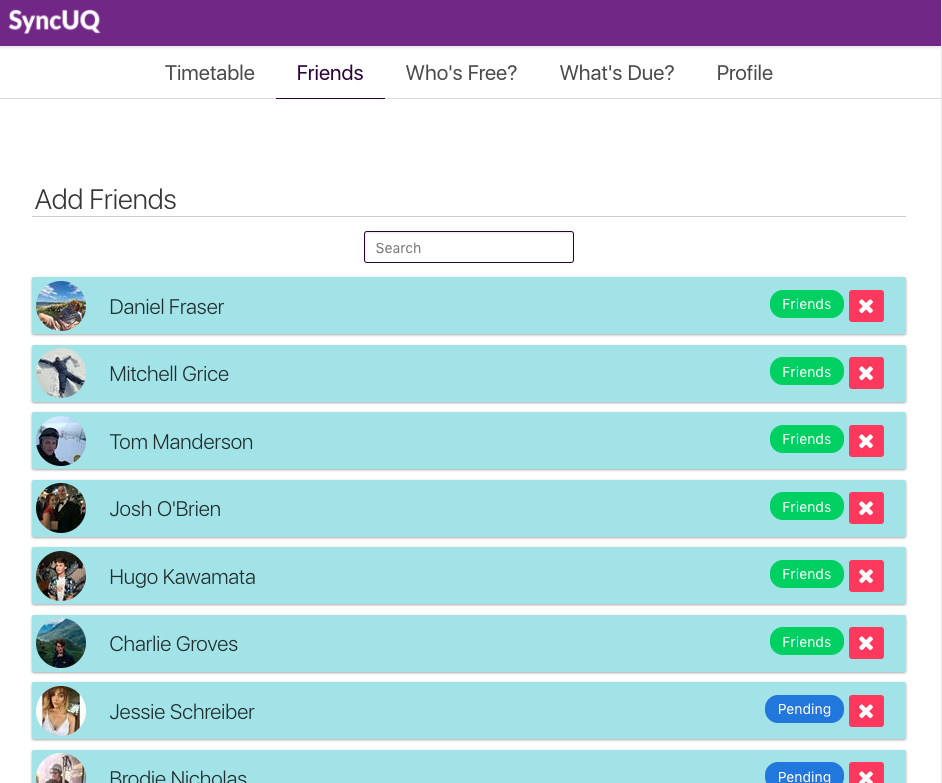 SyncUQ
Timetable Friends Who's Free? What's Due? Profile
Add Friends
Search
Daniel Fraser Friends
Mitchell Grice Friends
Tom Manderson Friends
Josh O'Brien Friends
Hugo Kawamata Friends
Charlie Groves Friends
Jessie Schreiber Pending
Brodie Nicholas Pending